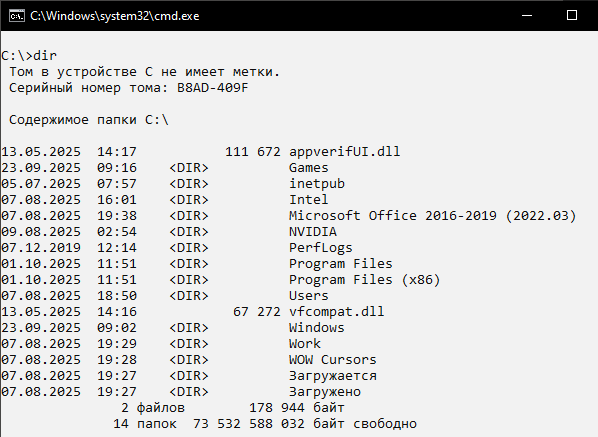 C:\Windows\system32\cmd.exe
C:\>dir
Том в устройстве C не имеет метки.
Серийный номер тома: B8AD-409F
Содержимое папки C:\
13.05.2025  14:17           111 672 appverifUI.dll
23.09.2025  09:16    <DIR>          Games
05.07.2025  07:57    <DIR>          inetpub
07.08.2025  16:01    <DIR>          Intel
07.08.2025  19:38    <DIR>          Microsoft Office 2016-2019 (2022.03)
09.08.2025  02:54    <DIR>          NVIDIA
07.12.2019  12:14    <DIR>          PerfLogs
01.10.2025  11:51    <DIR>          Program Files
01.10.2025  11:51    <DIR>          Program Files (x86)
07.08.2025  18:50    <DIR>          Users
13.05.2025  14:16            67 272 vfcompat.dll
23.09.2025  09:02    <DIR>          Windows
07.08.2025  19:29    <DIR>          Work
07.08.2025  19:28    <DIR>          WOW Cursors
07.08.2025  19:27    <DIR>          Загружается
07.08.2025  19:27    <DIR>          Загружено
2 файлов        178 944 байт
14 папок  73 532 588 032 байт свободно